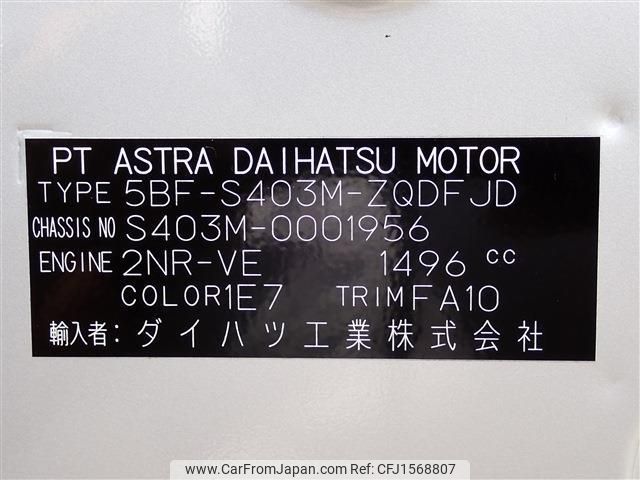 PT ASTRA DAIHATSU MOTOR
TYPE 5BF-S403M-ZQDFJD
CHASSIS NO S403M-0001956
ENGINE 2NR-VE 1496 CC
COLOR 1E7 TRIM FA10
輸入者: ダイハツ工業株式会社
www.CarFromJapan.com - CFJ1568807